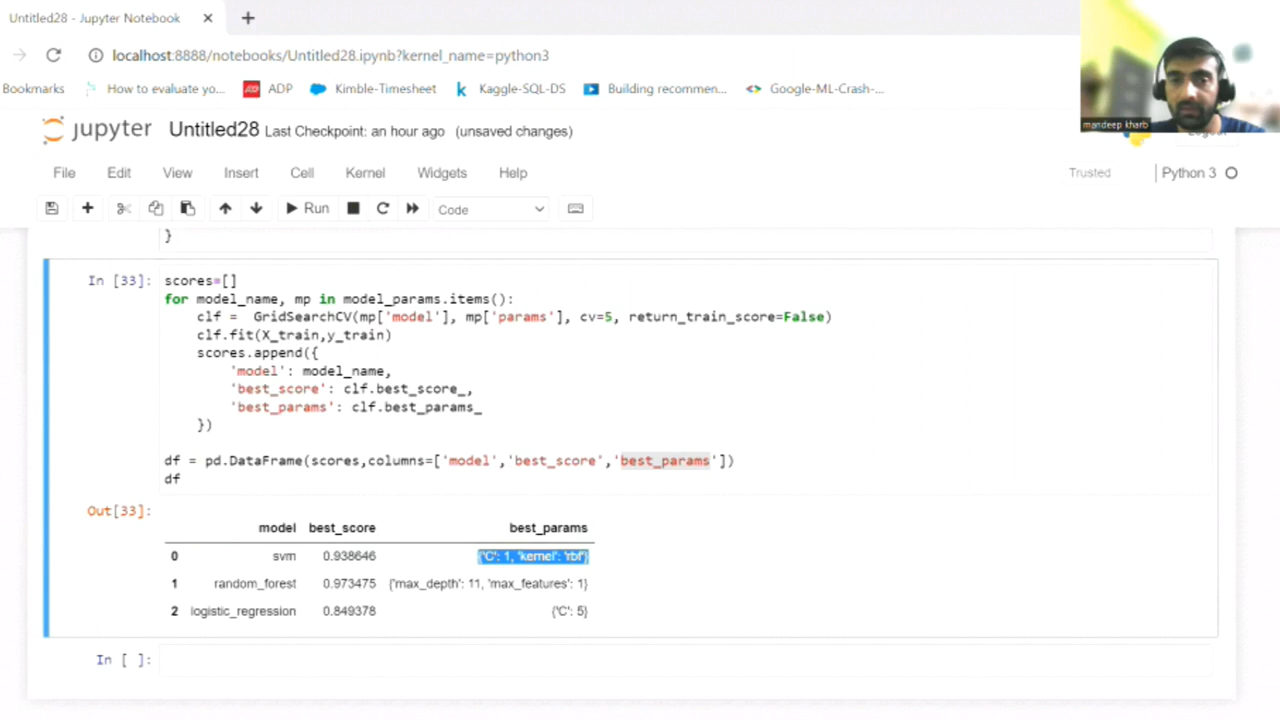 Untitled28 - Jupyter Notebook
localhost:8888/notebooks/Untitled28.ipynb?kernel_name=python3
Bookmarks How to evaluate yo... ADP Kimble-Timesheet Kaggle-SQL-DS Building recommen... Google-ML-Crash-...
mandeep kharb
jupyter Untitled28 Last Checkpoint: an hour ago (unsaved changes)
File Edit View Insert Cell Kernel Widgets Help Trusted Python 3
Run Code
}
In [33]: scores=[]
for model_name, mp in model_params.items():
clf = GridSearchCV(mp['model'], mp['params'], cv=5, return_train_score=False)
clf.fit(X_train,y_train)
scores.append({
'model': model_name,
'best_score': clf.best_score_,
'best_params': clf.best_params_
})
df = pd.DataFrame(scores,columns=['model','best_score','best_params'])
df
Out[33]:
model best_score best_params
0 svm 0.938646 {'C': 1, 'kernel': 'rbf'}
1 random_forest 0.973475 {'max_depth': 11, 'max_features': 1}
2 logistic_regression 0.849378 {'C': 5}
In [ ]: